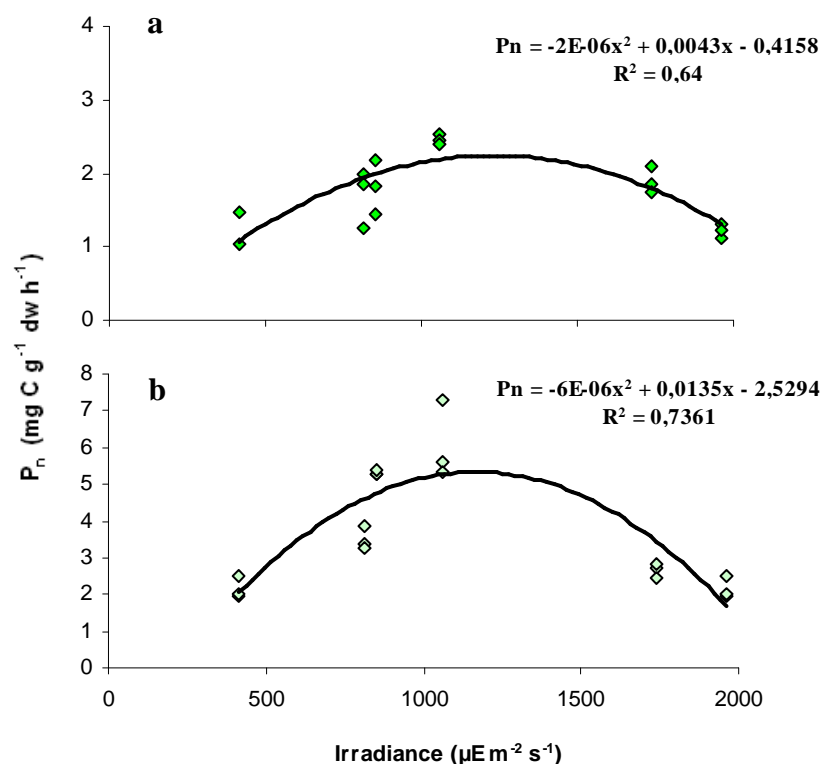 a
Pn = -2E-06x² + 0,0043x - 0,4158
R² = 0,64
4
3
2
1
0
b
Pn = -6E-06x² + 0,0135x - 2,5294
R² = 0,7361
8
7
6
5
4
3
2
1
0
0 500 1000 1500 2000
Pₙ (mg C g⁻¹ dw h⁻¹)
Irradiance (µE m⁻² s⁻¹)